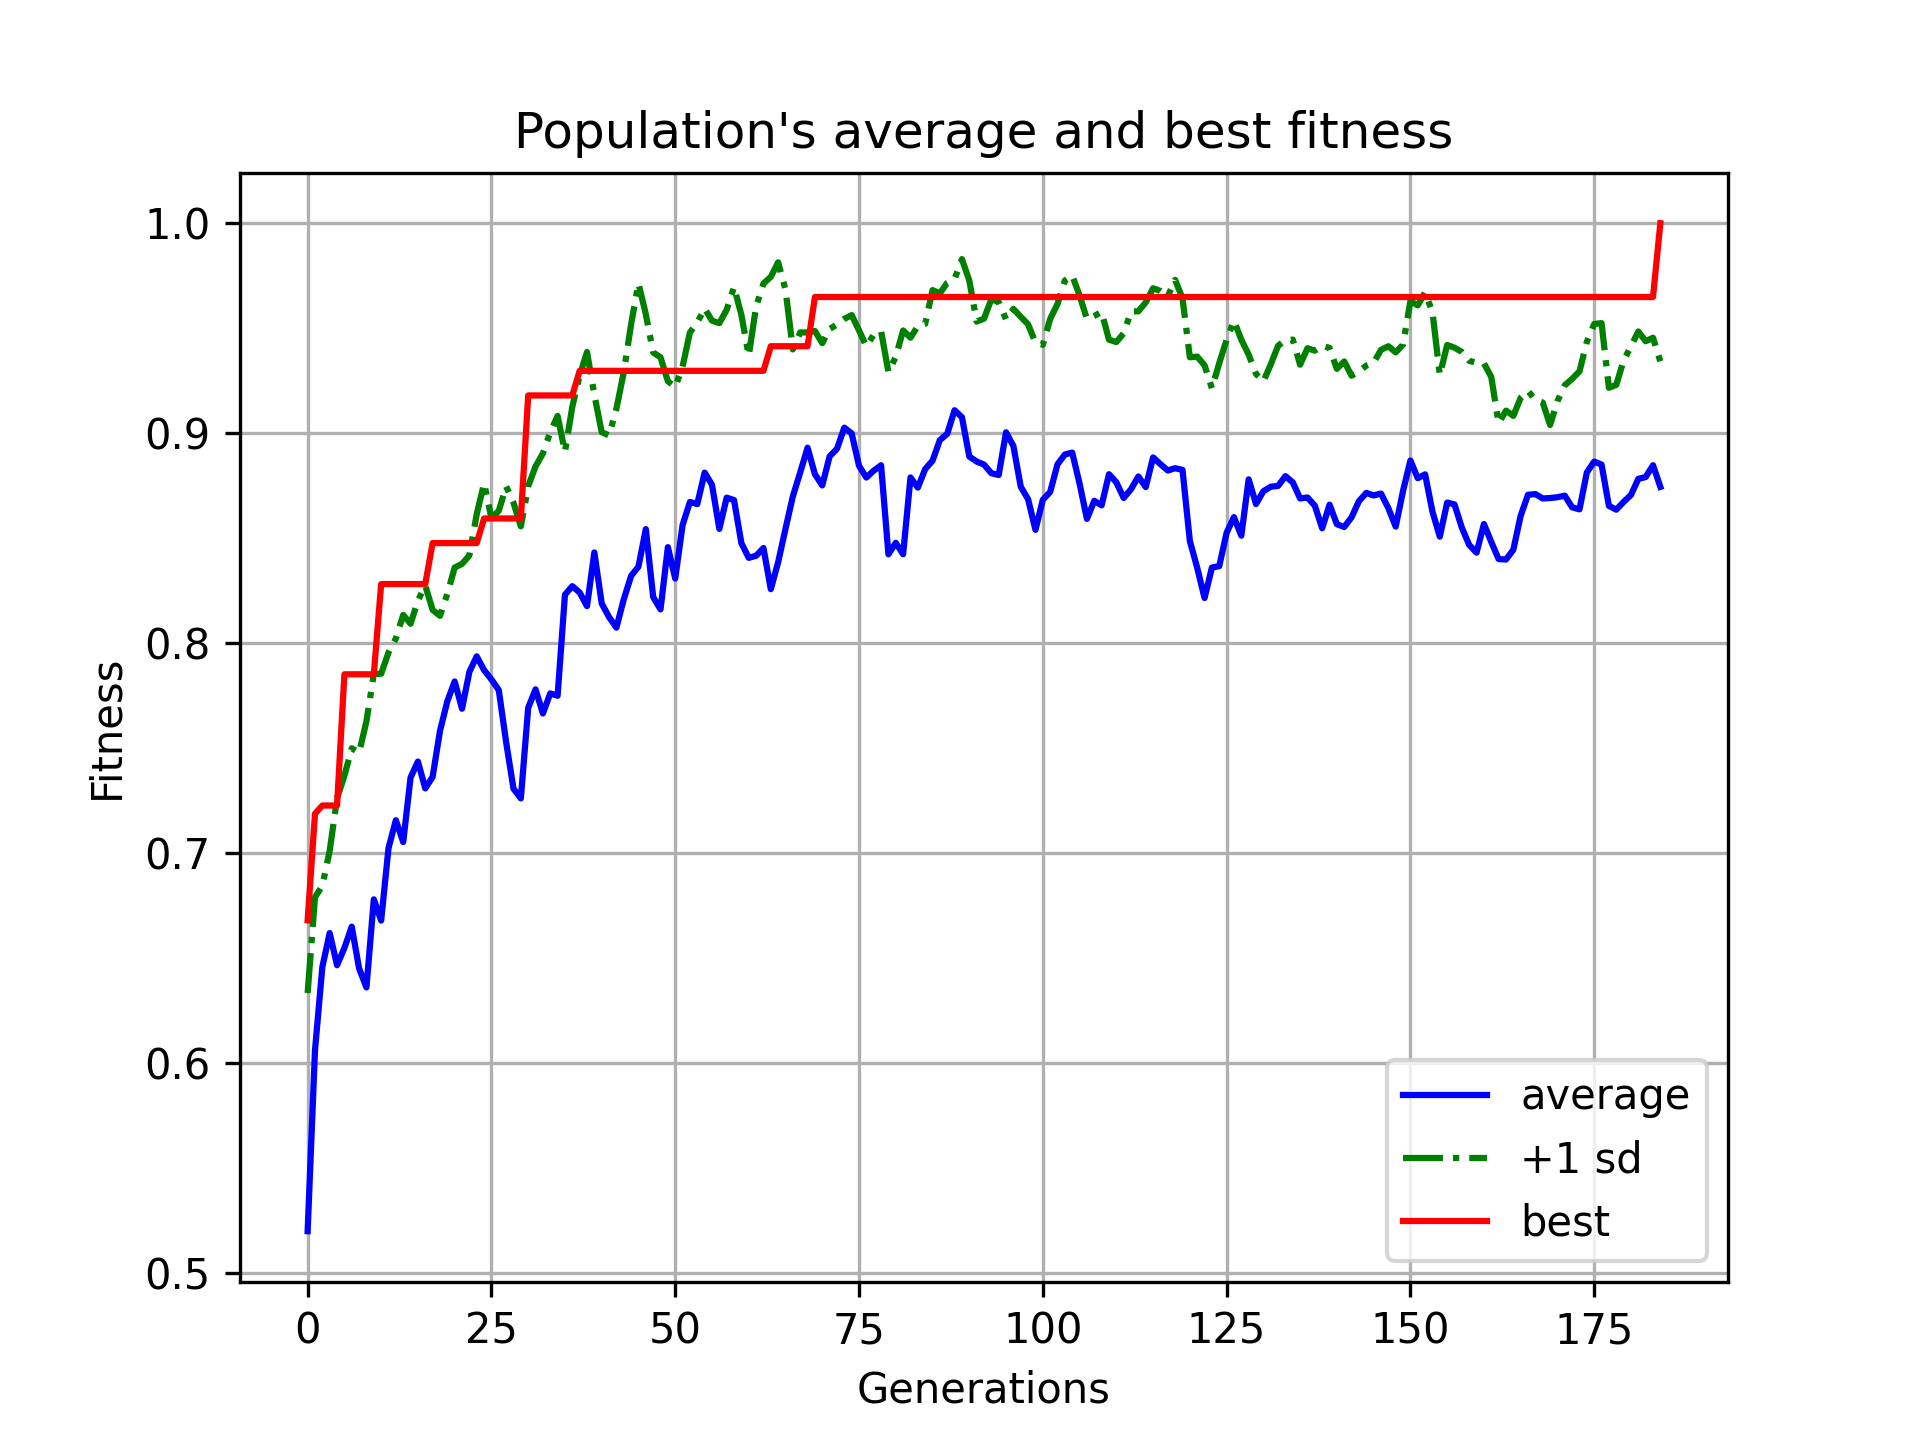 Population's average and best fitness
1.0
0.9
0.8
0.7
0.6
0.5
Fitness
0 25 50 75 100 125 150 175
Generations
average
+1 sd
best